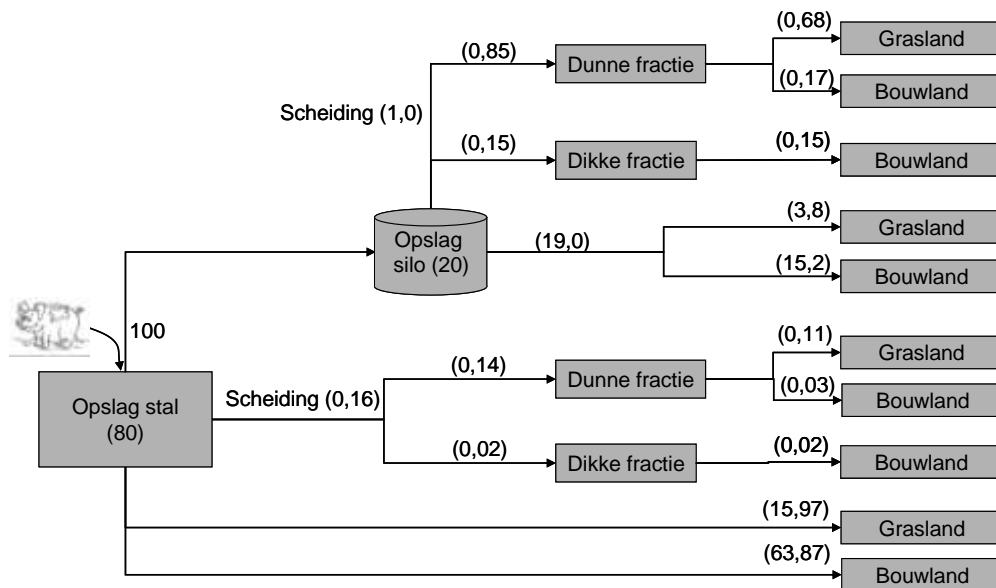 (0,68)
Grasland
(0,85)
Dunne fractie
(0,17)
Bouwland
Scheiding (1,0)
(0,15)
Dikke fractie
(0,15)
Bouwland
(3,8)
Grasland
Opslag
silo (20)
(19,0)
(15,2)
Bouwland
100
(0,11)
Grasland
(0,14)
Dunne fractie
(0,03)
Bouwland
Opslag stal
(80)
Scheiding (0,16)
(0,02)
Dikke fractie
(0,02)
Bouwland
(15,97)
Grasland
(63,87)
Bouwland